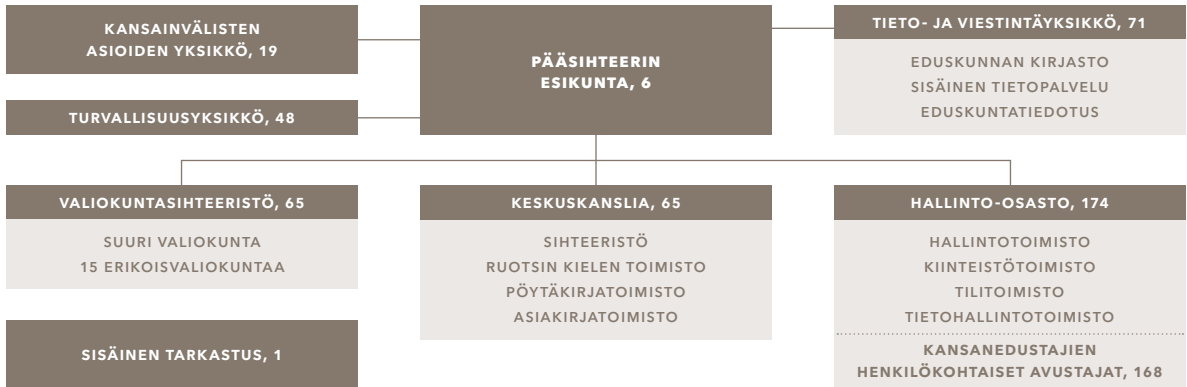 KANSAINVÄLISTEN
ASIOIDEN YKSIKKÖ, 19
TURVALLISUUSYKSIKKÖ, 48
PÄÄSIHTEERIN
ESIKUNTA, 6
TIETO- JA VIESTINTÄYKSIKKÖ, 71
EDUSKUNNAN KIRJASTO
SISÄINEN TIETOPALVELU
EDUSKUNTATIEDOTUS
VALIOKUNTASIHTEERISTÖ, 65
SUURI VALIOKUNTA
15 ERIKOISVALIOKUNTAA
SISÄINEN TARKASTUS, 1
KESKUSKANSLIA, 65
SIHTEERISTÖ
RUOTSIN KIELEN TOIMISTO
PÖYTÄKIRJATOIMISTO
ASIAKIRJATOIMISTO
HALLINTO-OSASTO, 174
HALLINTOTOIMISTO
KIINTEISTÖTOIMISTO
TILITOIMISTO
TIETOHALLINTOTOIMISTO
KANSANEDUSTAJIEN
HENKILÖKOHTAISET AVUSTAJAT, 168